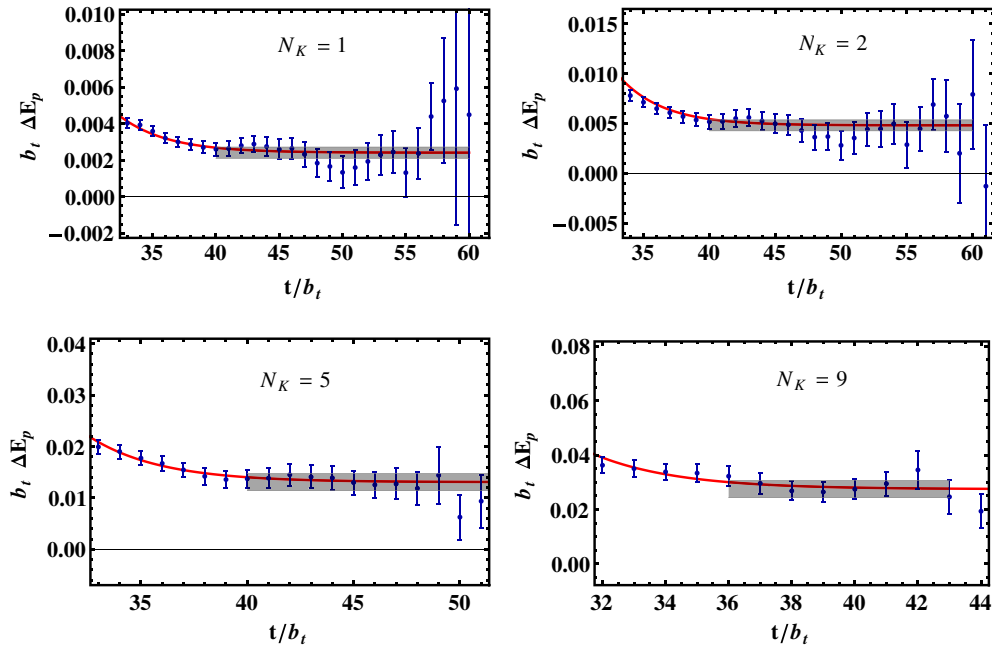 N_K = 1
b_t ΔE_p
0.010
0.008
0.006
0.004
0.002
0.000
−0.002
35 40 45 50 55 60
t/b_t
N_K = 2
b_t ΔE_p
0.015
0.010
0.005
0.000
−0.005
35 40 45 50 55 60
t/b_t
N_K = 5
b_t ΔE_p
0.04
0.03
0.02
0.01
0.00
35 40 45 50
t/b_t
N_K = 9
b_t ΔE_p
0.08
0.06
0.04
0.02
0.00
32 34 36 38 40 42 44
t/b_t